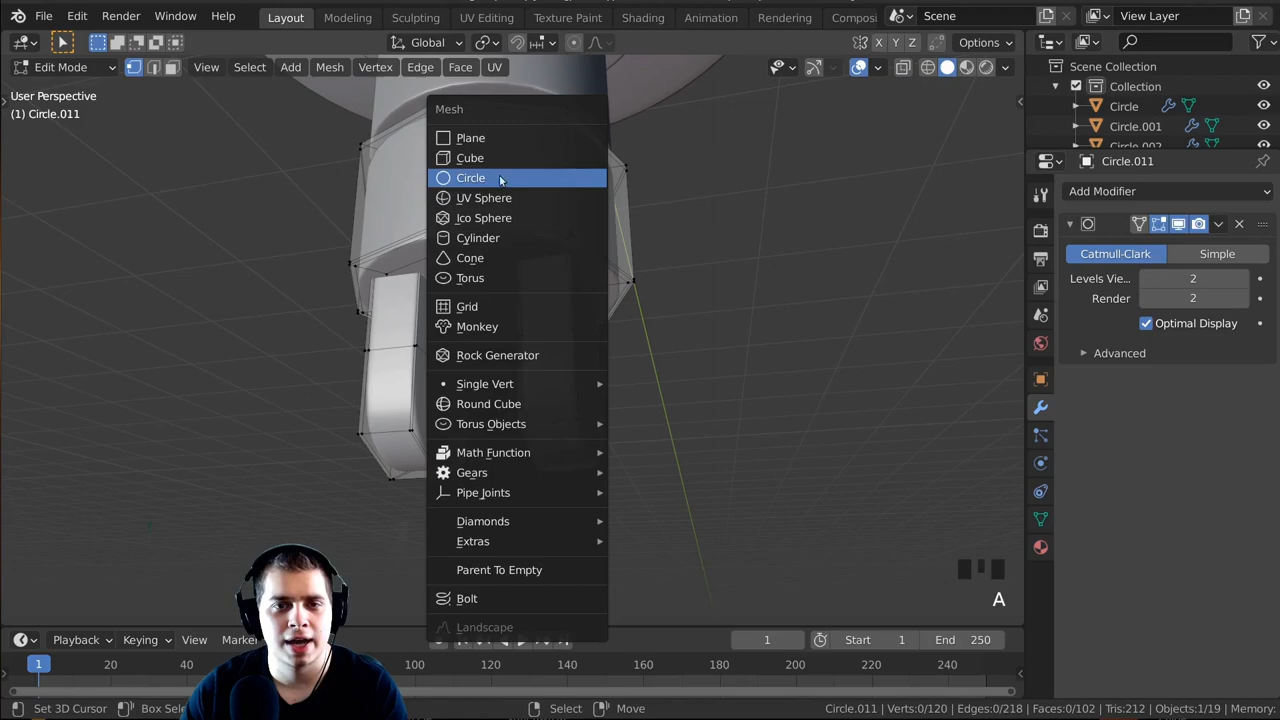 File Edit Render Window Help Layout Modeling Sculpting UV Editing Texture Paint Shading Animation Rendering Scene View Layer
Global X Y Z Options
Edit Mode View Select Add Mesh Vertex Edge Face UV
User Perspective
(1) Circle.011
Mesh
Plane
Cube
Circle
UV Sphere
Ico Sphere
Cylinder
Cone
Torus
Grid
Monkey
Rock Generator
Single Vert
Round Cube
Torus Objects
Math Function
Gears
Pipe Joints
Diamonds
Extras
Parent To Empty
Bolt
Landscape
Scene Collection
Collection
Circle
Circle.001
Circle.011
Add Modifier
Catmull-Clark Simple
Levels Vie... 2
Render 2
Optimal Display
Advanced
A
Playback Keying View 1 Start 1 End 250
1 20 40 100 120 140 160 180 200 220 240
Set 3D Cursor Box Select Move Circle.011 | Verts:0/120 | Edges:0/218 | Faces:0/102 | Tris:212 | Objects:1/19 | Memory: